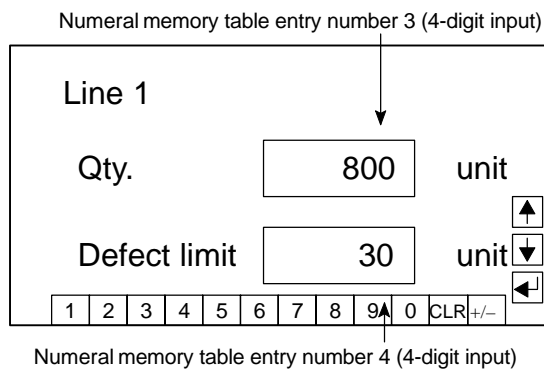 Numeral memory table entry number 3 (4-digit input)
Line 1
Qty. 800 unit
Defect limit 30 unit
1 2 3 4 5 6 7 8 9 0 CLR +/−
Numeral memory table entry number 4 (4-digit input)